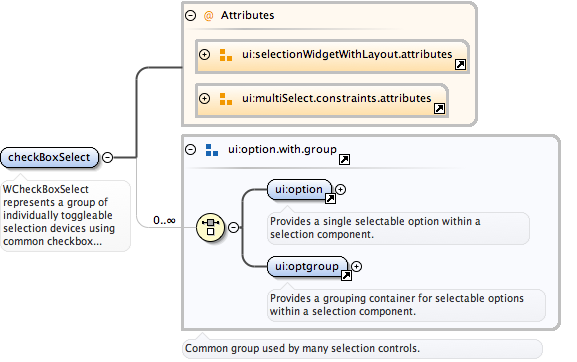 @ Attributes
ui:selectionWidgetWithLayout.attributes
ui:multiSelect.constraints.attributes
checkBoxSelect
WCheckBoxSelect
represents a group of
individually toggleable
selection devices using
common checkbox...
0..∞
ui:option.with.group
ui:option
Provides a single selectable option within a
selection component.
ui:optgroup
Provides a grouping container for selectable options
within a selection component.
Common group used by many selection controls.